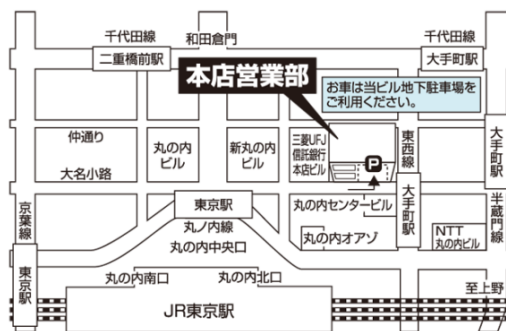 千代田線
二重橋前駅
和田倉門
千代田線
大手町駅
本店営業部
お車は当ビル地下駐車場を
ご利用ください。
仲通り
大名小路
丸の内
ビル
新丸の内
ビル
三菱UFJ
信託銀行
本店ビル
P
東西線
大手町駅
大手町駅
半蔵門線
京葉線
東京駅
東京駅
丸ノ内線
丸の内中央口
丸の内センタービル
丸の内オアゾ
NTT
丸の内ビル
丸の内南口
丸の内北口
至上野
JR東京駅